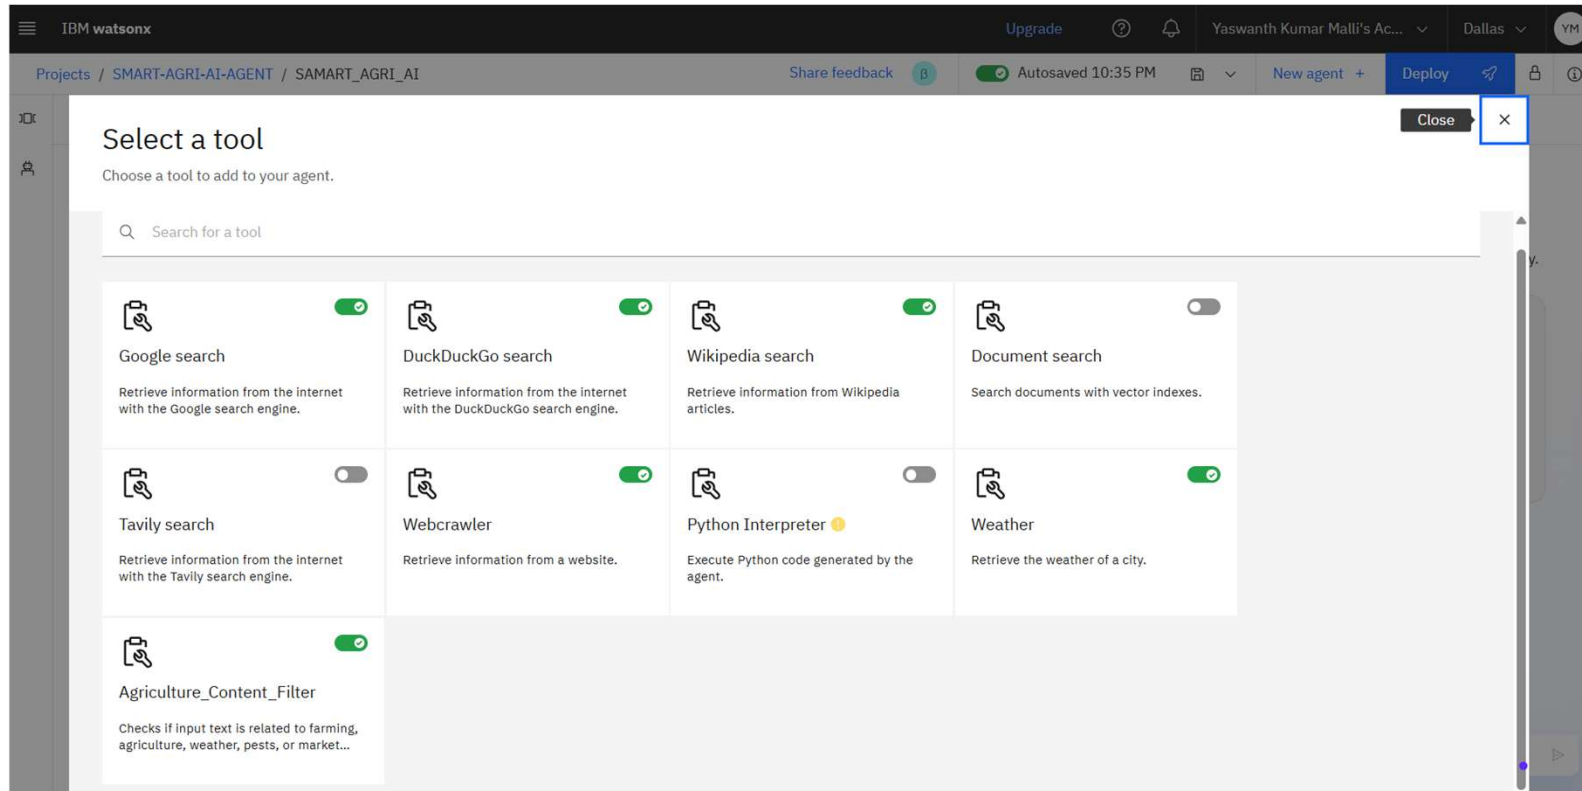 IBM watsonx
Upgrade
Yaswanth Kumar Malli's Ac...
Dallas
YM
Projects / SMART-AGRI-AI-AGENT / SAMART_AGRI_AI
Share feedback
β
Autosaved 10:35 PM
New agent +
Deploy
Select a tool
Close
Choose a tool to add to your agent.
Search for a tool
y.
Google search
Retrieve information from the internet
with the Google search engine.
DuckDuckGo search
Retrieve information from the internet
with the DuckDuckGo search engine.
Wikipedia search
Retrieve information from Wikipedia
articles.
Document search
Search documents with vector indexes.
Tavily search
Retrieve information from the internet
with the Tavily search engine.
Webcrawler
Retrieve information from a website.
Python Interpreter
Execute Python code generated by the
agent.
Weather
Retrieve the weather of a city.
Agriculture_Content_Filter
Checks if input text is related to farming,
agriculture, weather, pests, or market...